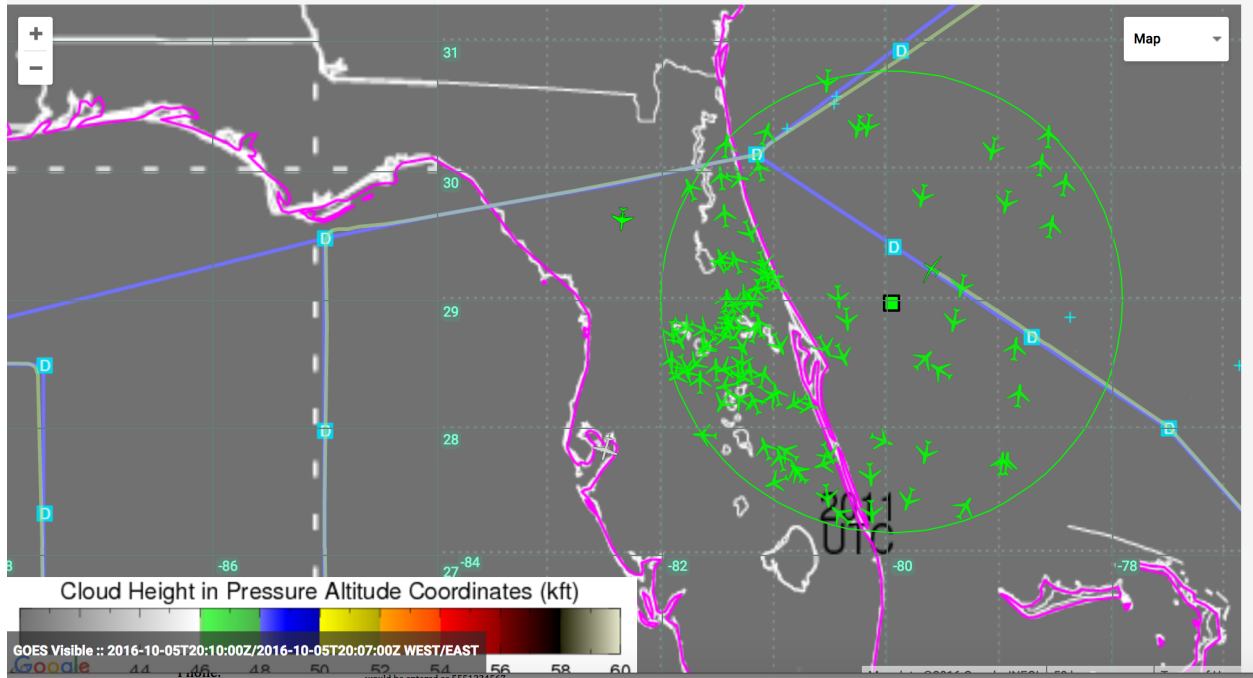 +
−
Map
31
30
29
28
27
-86
-84
-82
-80
-78
D
D
D
D
D
D
D
D
D
2011
UTC
Cloud Height in Pressure Altitude Coordinates (kft)
44 46 48 50 52 54 56 58 60
GOES Visible :: 2016-10-05T20:10:00Z/2016-10-05T20:07:00Z WEST/EAST
Google
Phone: